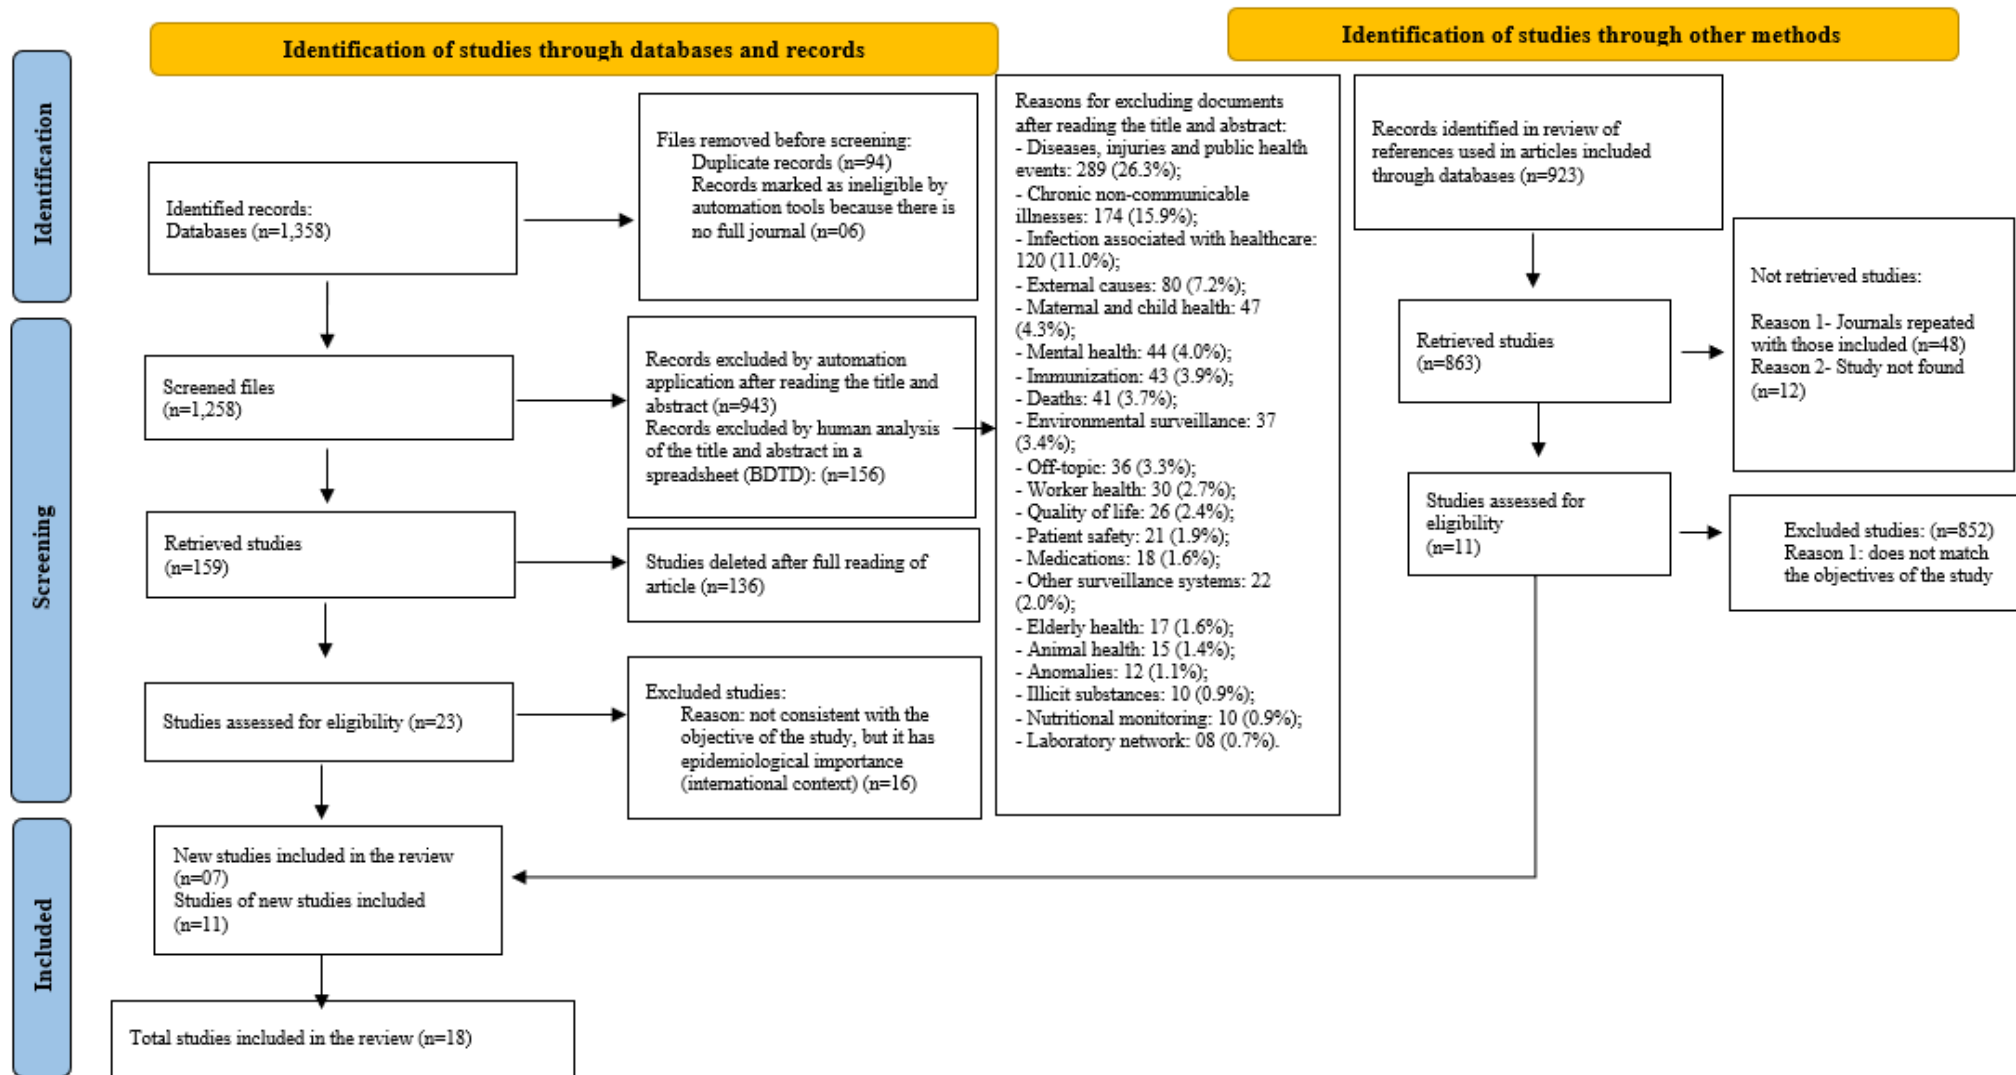 Identification of studies through databases and records
Identification of studies through other methods
Identification
Identified records:
Databases (n=1,358)
Files removed before screening:
Duplicate records (n=94)
Records marked as ineligible by
automation tools because there is
no full journal (n=06)
Reasons for excluding documents
after reading the title and abstract:
- Diseases, injuries and public health
events: 289 (26.3%);
- Chronic non-communicable
illnesses: 174 (15.9%);
- Infection associated with healthcare:
120 (11.0%);
- External causes: 80 (7.2%);
- Maternal and child health: 47
(4.3%);
- Mental health: 44 (4.0%);
- Immunization: 43 (3.9%);
- Deaths: 41 (3.7%);
- Environmental surveillance: 37
(3.4%);
- Off-topic: 36 (3.3%);
- Worker health: 30 (2.7%);
- Quality of life: 26 (2.4%);
- Patient safety: 21 (1.9%);
- Medications: 18 (1.6%);
- Other surveillance systems: 22
(2.0%);
- Elderly health: 17 (1.6%);
- Animal health: 15 (1.4%);
- Anomalies: 12 (1.1%);
- Illicit substances: 10 (0.9%);
- Nutritional monitoring: 10 (0.9%);
- Laboratory network: 08 (0.7%).
Records identified in review of
references used in articles included
through databases (n=923)
Not retrieved studies:
Reason 1- Journals repeated
with those included (n=48)
Reason 2- Study not found
(n=12)
Retrieved studies
(n=863)
Screening
Screened files
(n=1,258)
Records excluded by automation
application after reading the title and
abstract (n=943)
Records excluded by human analysis
of the title and abstract in a
spreadsheet (BDTD): (n=156)
Studies assessed for
eligibility
(n=11)
Excluded studies: (n=852)
Reason 1: does not match
the objectives of the study
Retrieved studies
(n=159)
Studies deleted after full reading of
article (n=136)
Studies assessed for eligibility (n=23)
Excluded studies:
Reason: not consistent with the
objective of the study, but it has
epidemiological importance
(international context) (n=16)
Included
New studies included in the review
(n=07)
Studies of new studies included
(n=11)
Total studies included in the review (n=18)